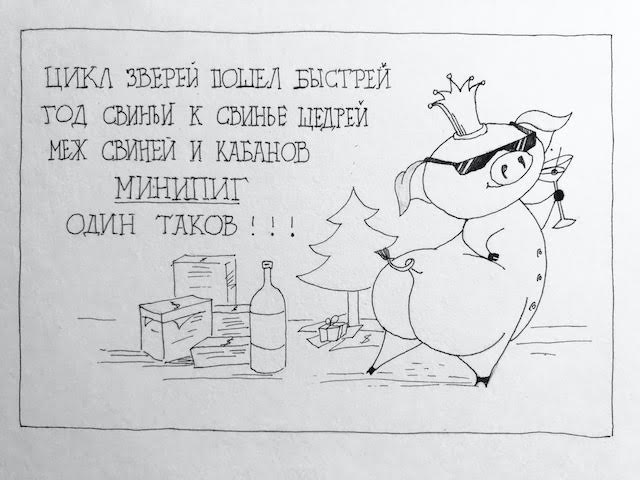 ЦИКЛ ЗВЕРЕЙ ПОШЕЛ БЫСТРЕЙ
ГОД СВИНЬИ К СВИНЬЕ ЩЕДРЕЙ
МЕЖ СВИНЕЙ И КАБАНОВ
МИНИПИГ
ОДИН ТАКОВ!!!